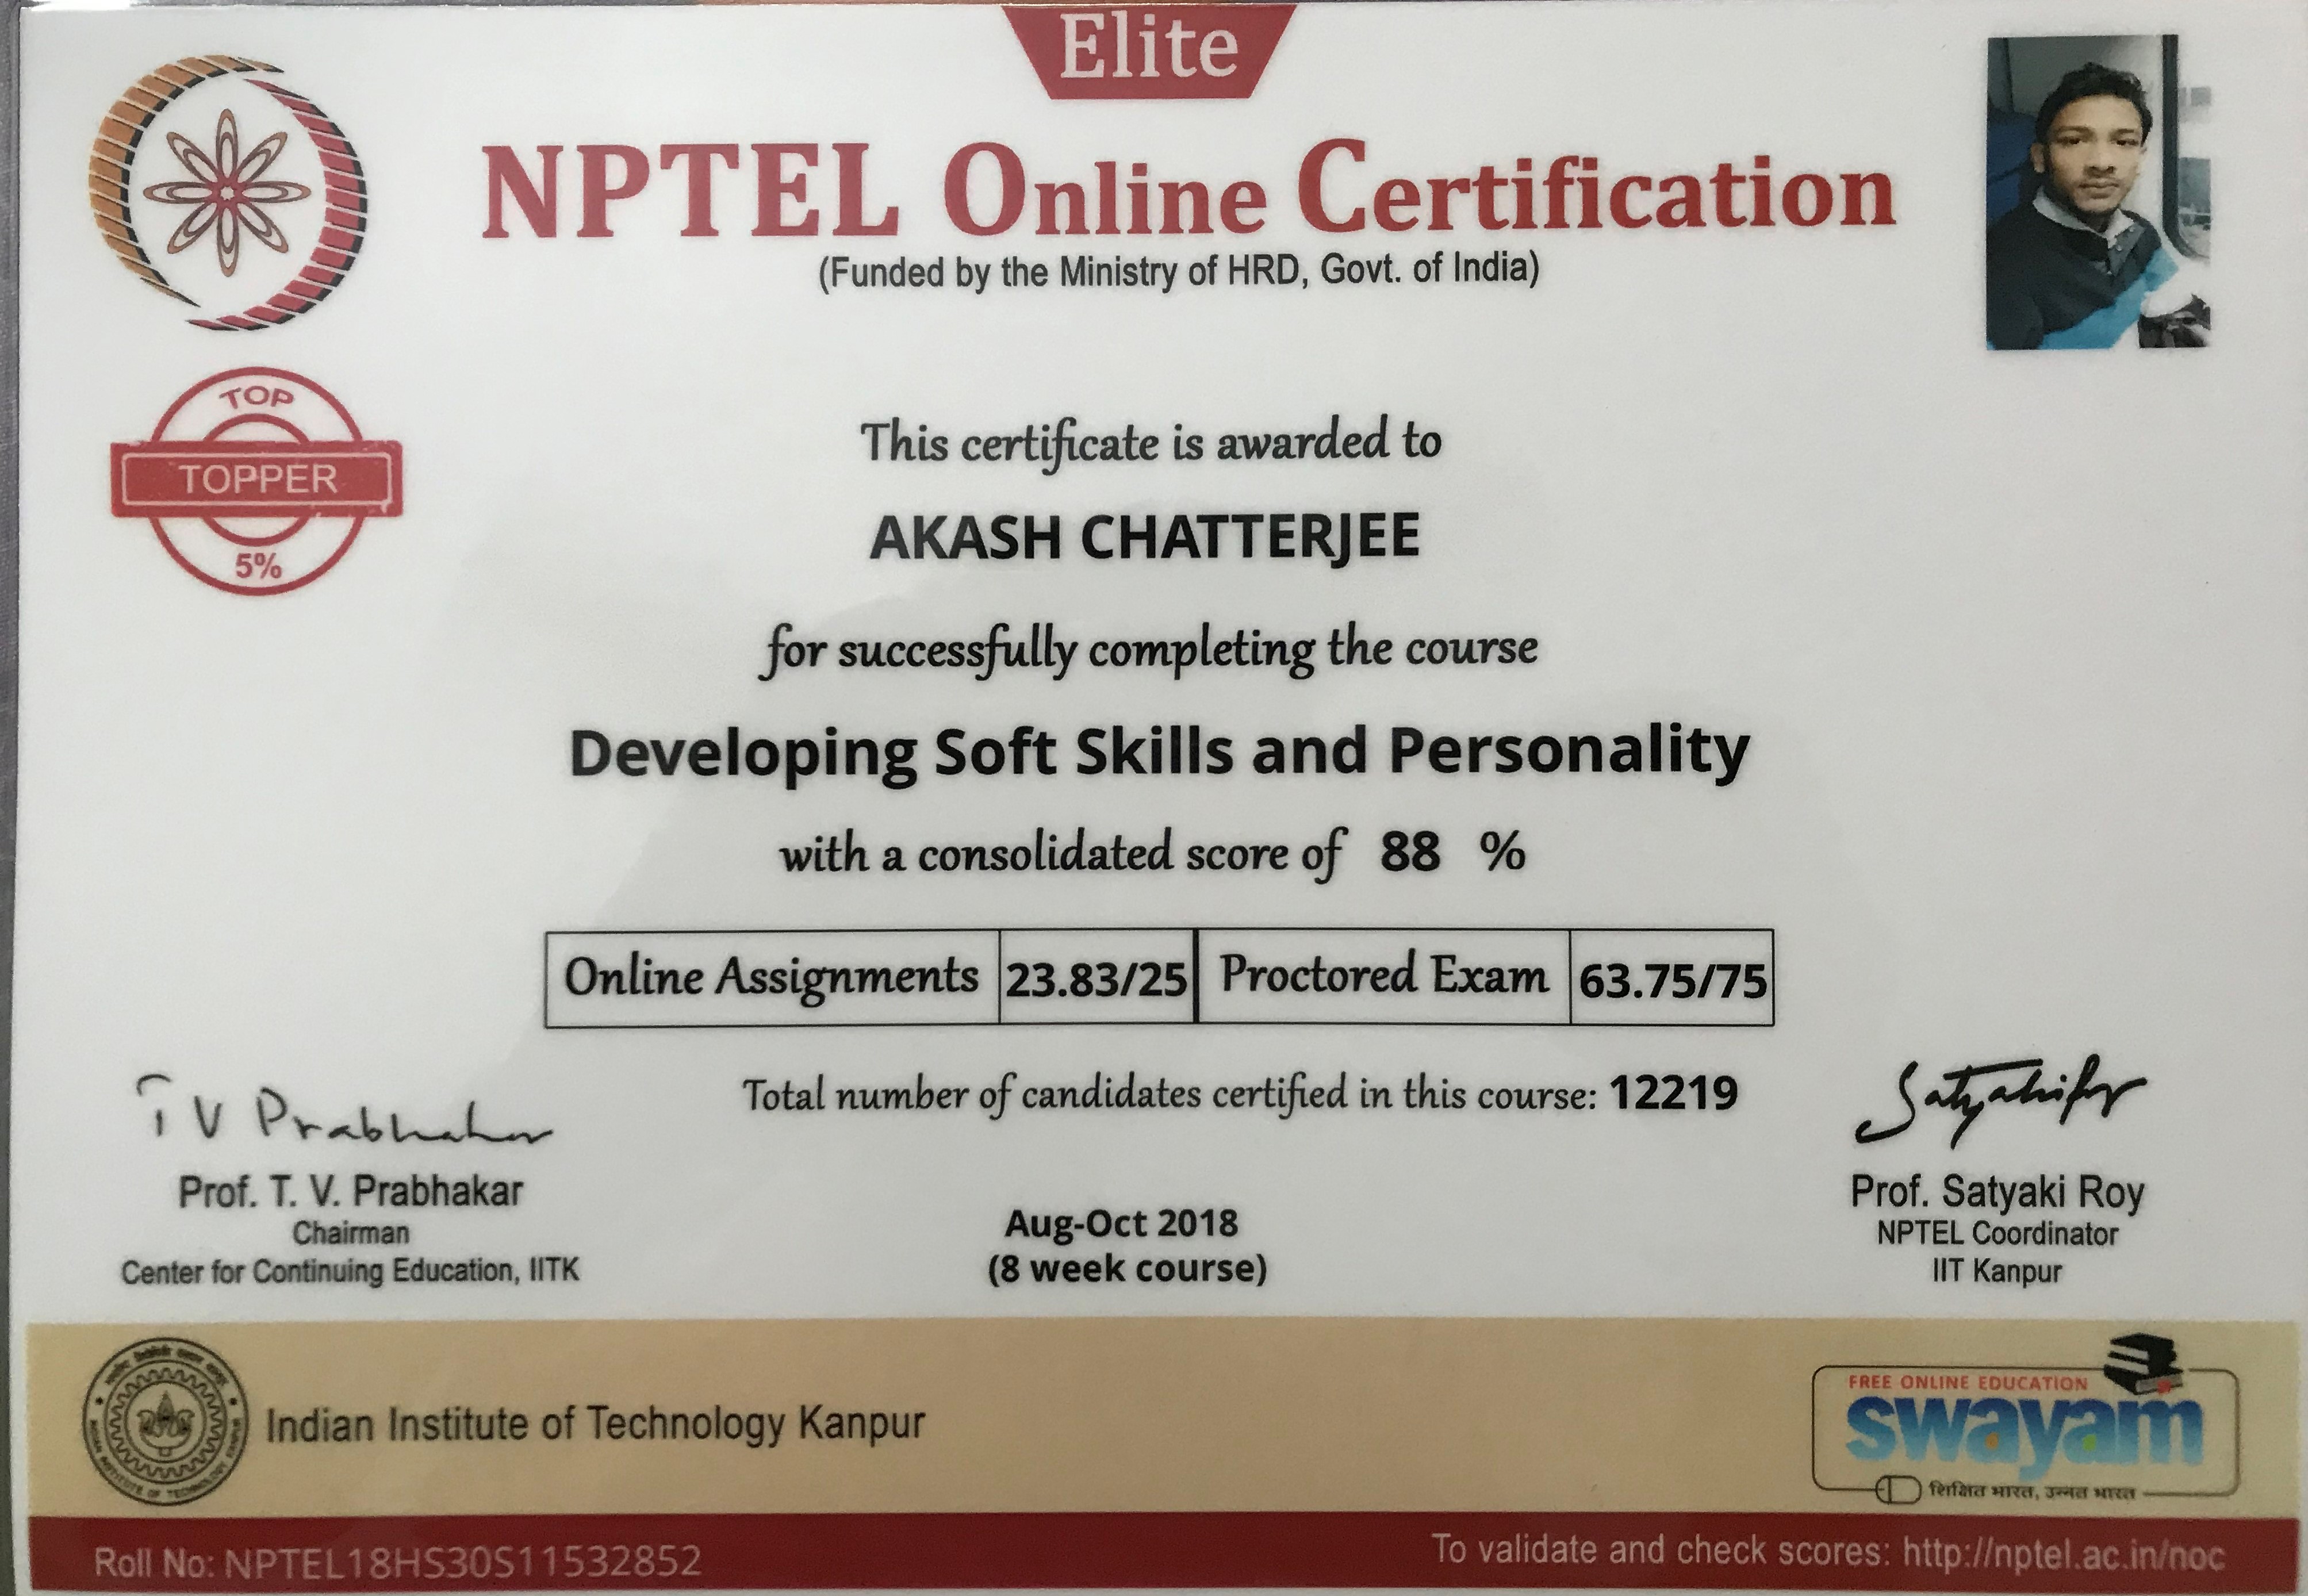 Elite
NPTEL Online Certification
(Funded by the Ministry of HRD, Govt. of India)
TOP
TOPPER
5%
This certificate is awarded to
AKASH CHATTERJEE
for successfully completing the course
Developing Soft Skills and Personality
with a consolidated score of 88 %
Online Assignments 23.83/25 Proctored Exam 63.75/75
Total number of candidates certified in this course: 12219
T V Prabhakar
Prof. T. V. Prabhakar
Chairman
Center for Continuing Education, IITK
Aug-Oct 2018
(8 week course)
Prof. Satyaki Roy
NPTEL Coordinator
IIT Kanpur
Indian Institute of Technology Kanpur
FREE ONLINE EDUCATION
swayam
शिक्षित भारत, उन्नत भारत
Roll No: NPTEL18HS30S11532852
To validate and check scores: http://nptel.ac.in/noc